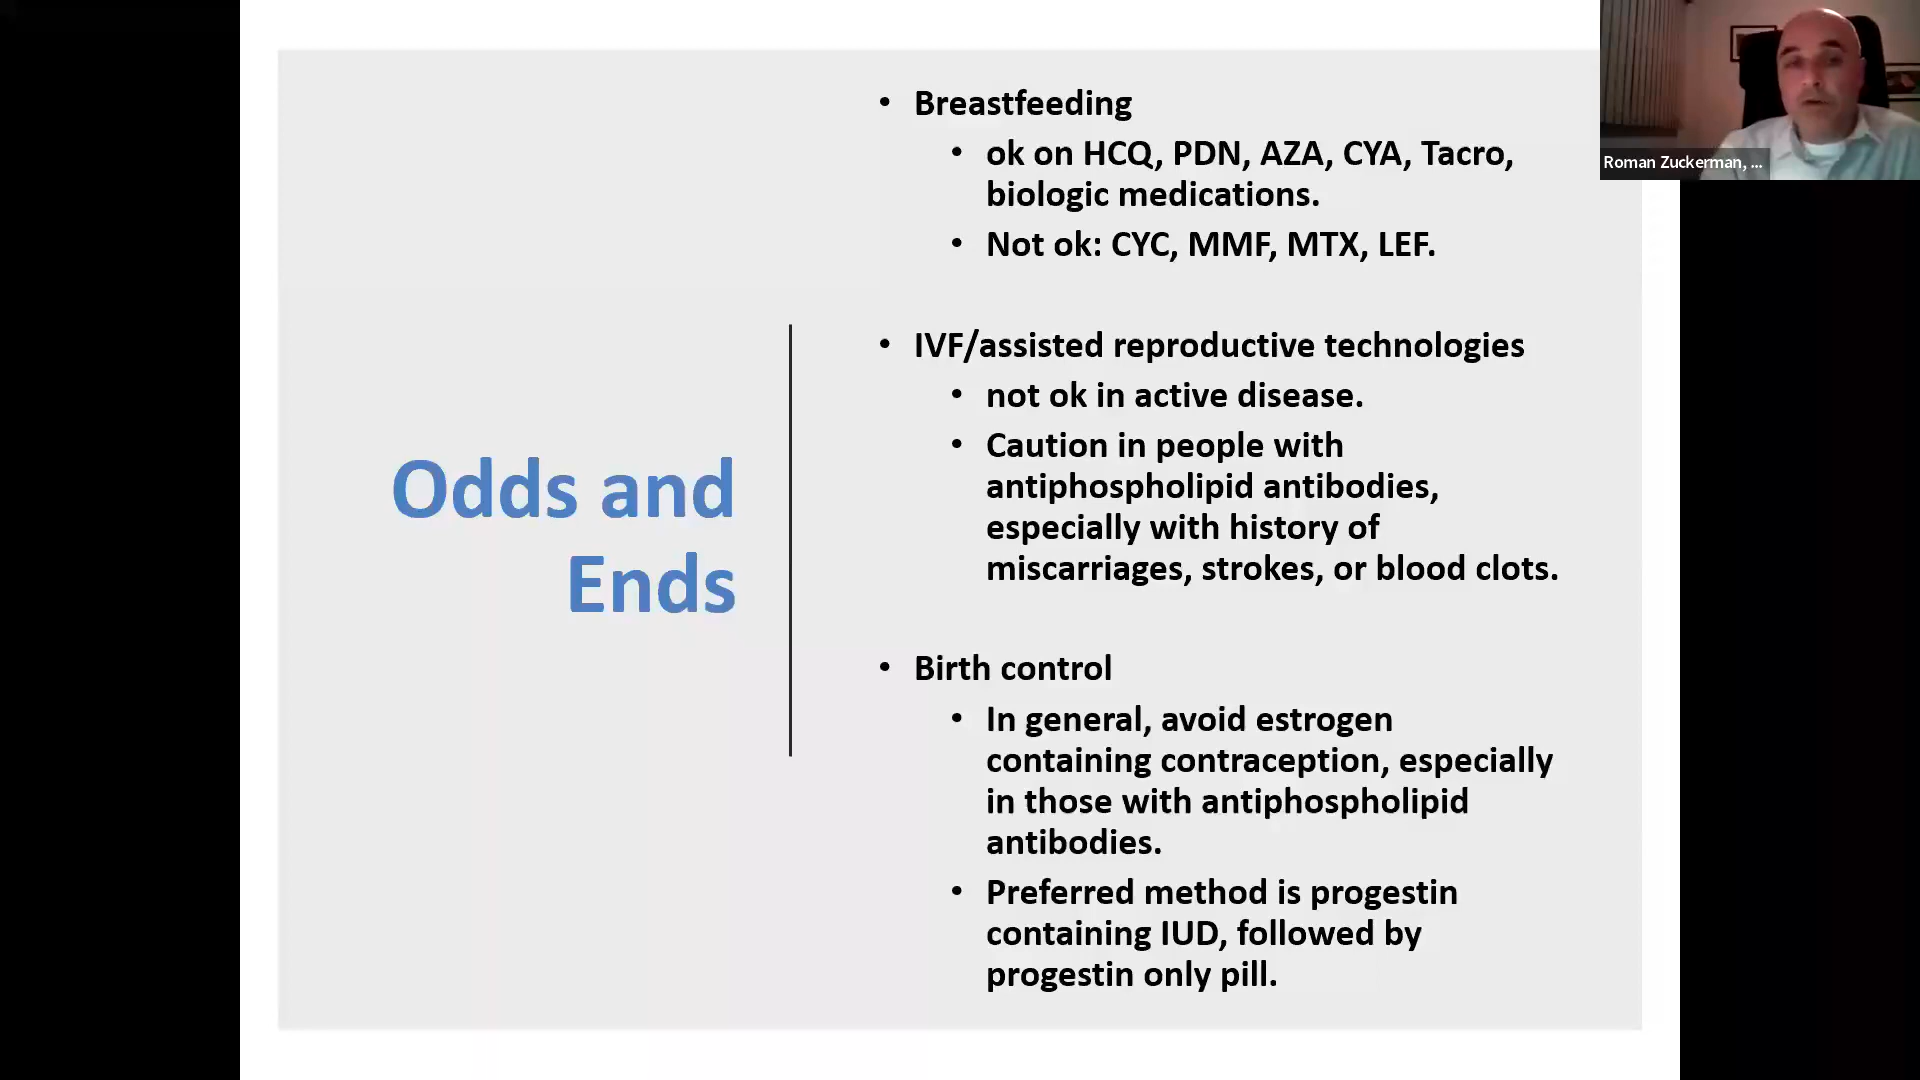 Odds and
Ends
• Breastfeeding
• ok on HCQ, PDN, AZA, CYA, Tacro,
biologic medications.
• Not ok: CYC, MMF, MTX, LEF.
• IVF/assisted reproductive technologies
• not ok in active disease.
• Caution in people with
antiphospholipid antibodies,
especially with history of
miscarriages, strokes, or blood clots.
• Birth control
• In general, avoid estrogen
containing contraception, especially
in those with antiphospholipid
antibodies.
• Preferred method is progestin
containing IUD, followed by
progestin only pill.
Roman Zuckerman, ...